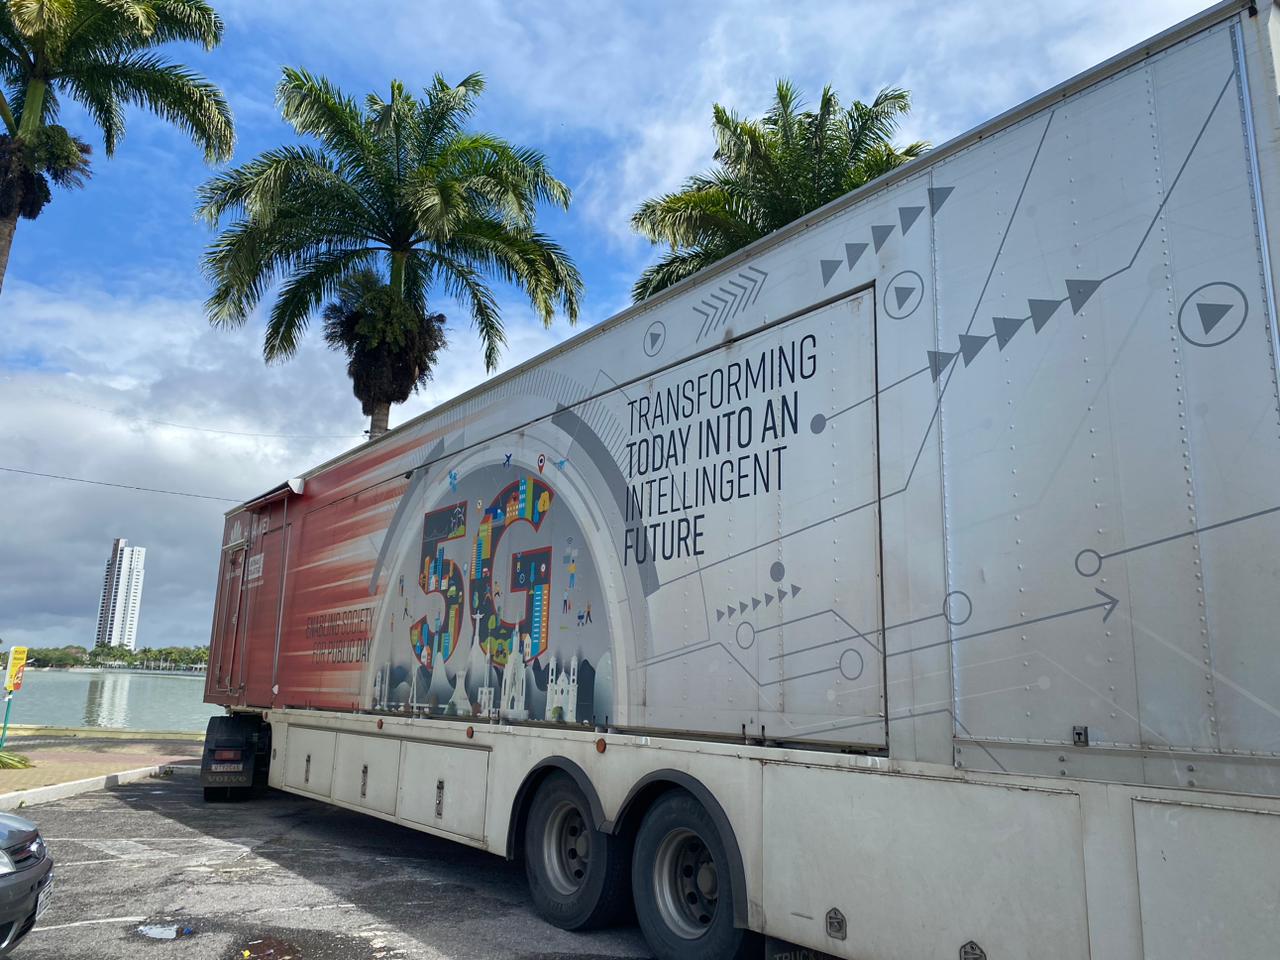 TRANSFORMING
TODAY INTO AN
INTELLINGENT
FUTURE
5G
ENABLING SOCIETY
FOR PUBLIC DAY
VOLVO